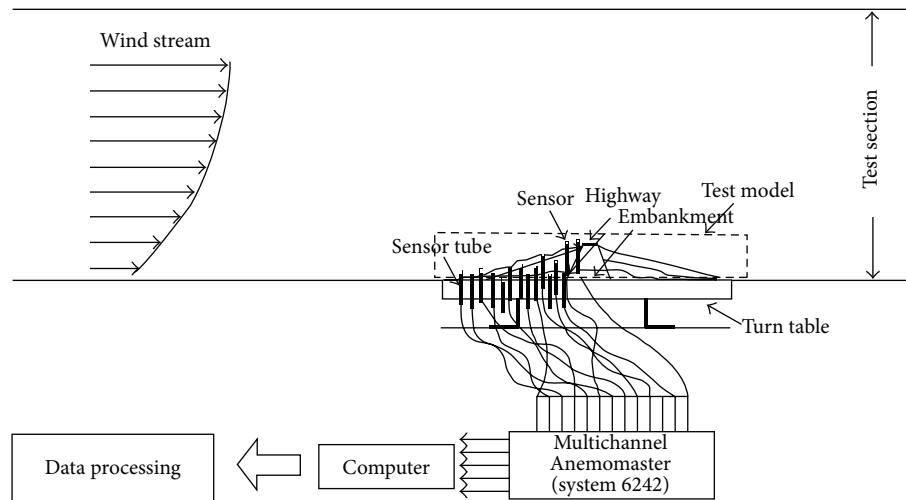 Wind stream
Test section
Sensor
Highway
Test model
Embankment
Sensor tube
Turn table
Data processing
Computer
Multichannel
Anemomaster
(system 6242)